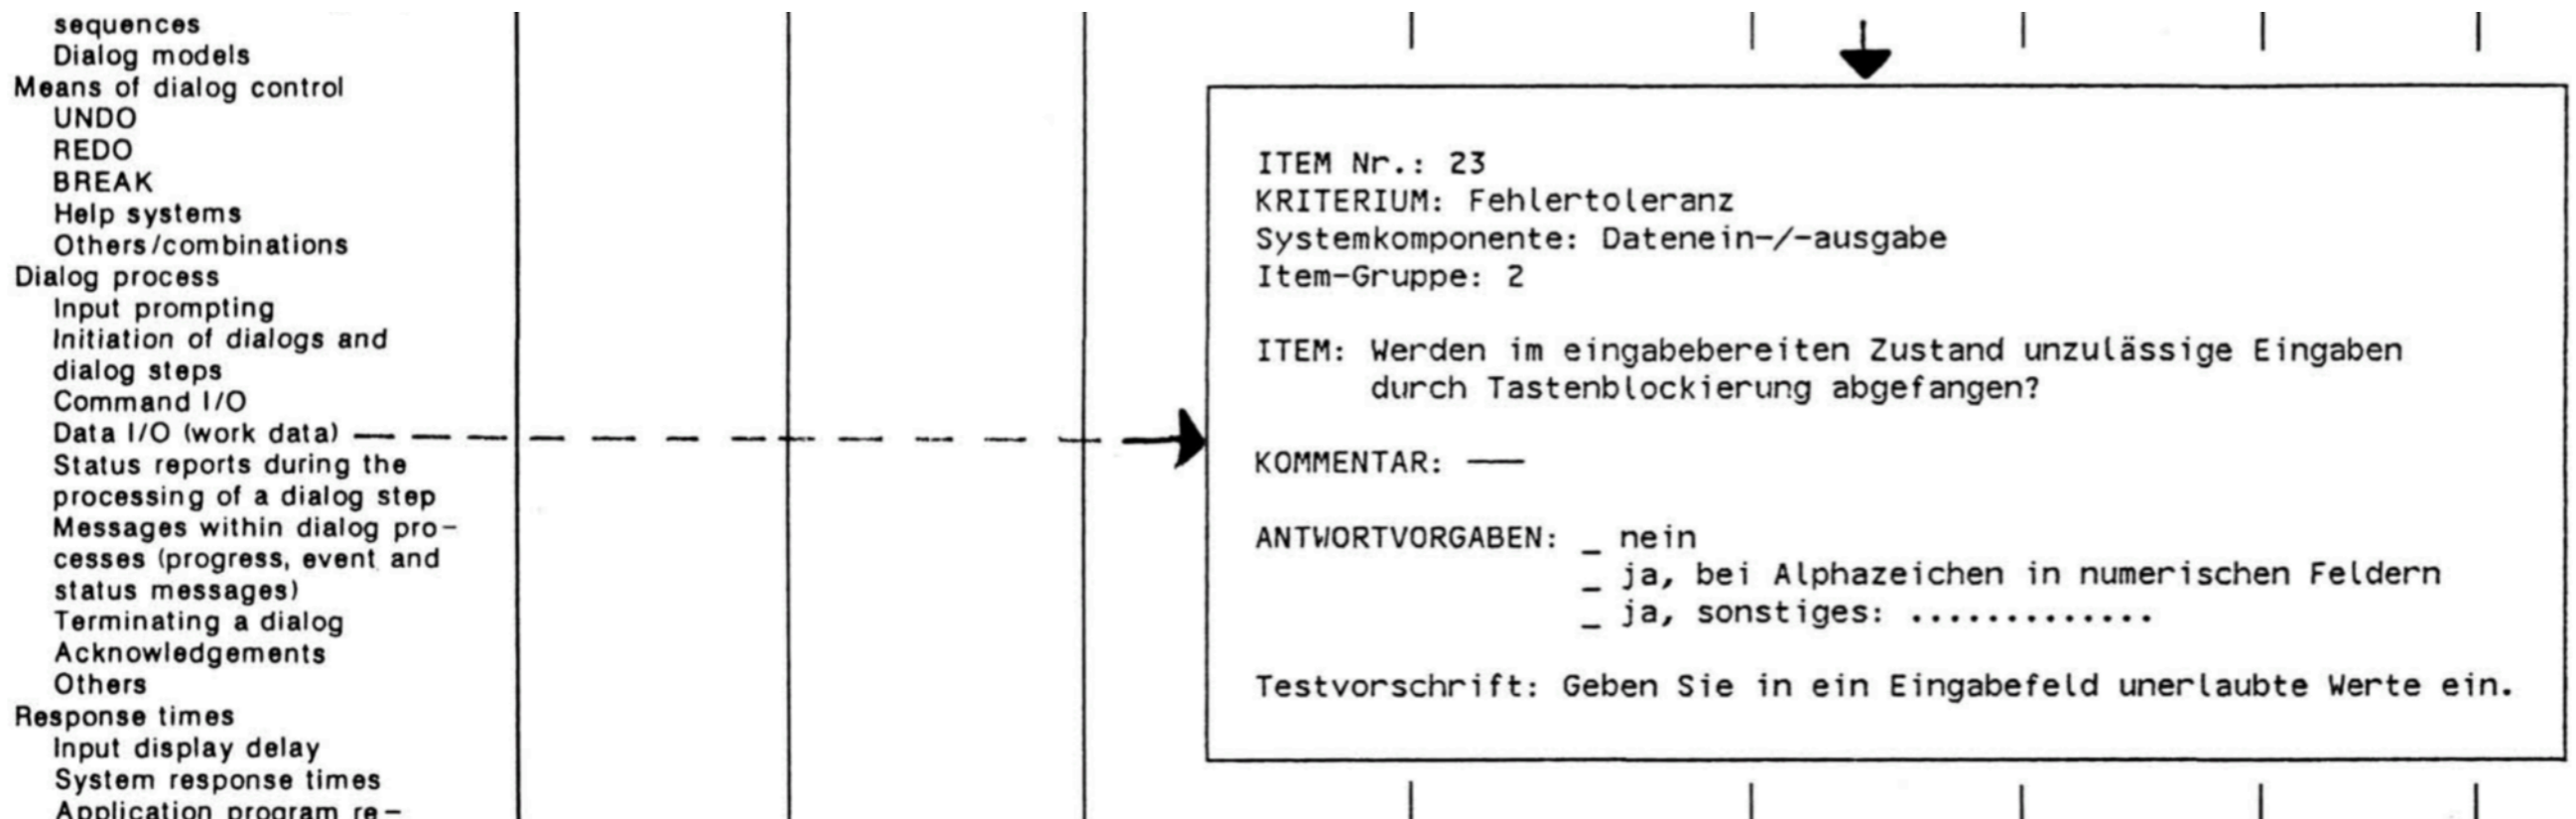 sequences
Dialog models
Means of dialog control
UNDO
REDO
BREAK
Help systems
Others/combinations
Dialog process
Input prompting
Initiation of dialogs and
dialog steps
Command I/O
Data I/O (work data)
Status reports during the
processing of a dialog step
Messages within dialog pro-
cesses (progress, event and
status messages)
Terminating a dialog
Acknowledgements
Others
Response times
Input display delay
System response times
Application program re-
ITEM Nr.: 23
KRITERIUM: Fehlertoleranz
Systemkomponente: Datenein-/-ausgabe
Item-Gruppe: 2
ITEM: Werden im eingabebereiten Zustand unzulässige Eingaben
durch Tastenblockierung abgefangen?
KOMMENTAR: —
ANTWORTVORGABEN: _ nein
_ ja, bei Alphazeichen in numerischen Feldern
_ ja, sonstiges: .............
Testvorschrift: Geben Sie in ein Eingabefeld unerlaubte Werte ein.